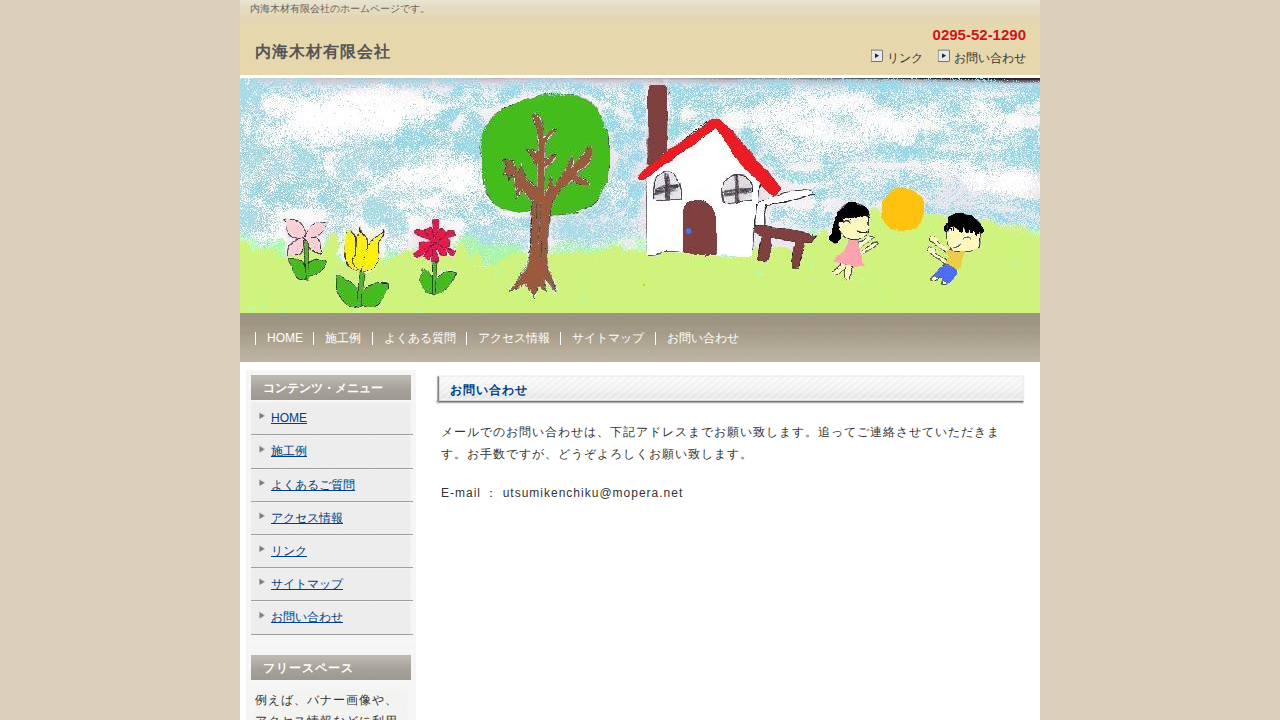 内海木材有限会社のホームページです。
0295-52-1290
内海木材有限会社
リンク お問い合わせ
HOME 施工例 よくある質問 アクセス情報 サイトマップ お問い合わせ
コンテンツ・メニュー
HOME
施工例
よくあるご質問
アクセス情報
リンク
サイトマップ
お問い合わせ
フリースペース
例えば、バナー画像や、
アクセス情報などに利用
お問い合わせ
メールでのお問い合わせは、下記アドレスまでお願い致します。追ってご連絡させていただきま
す。お手数ですが、どうぞよろしくお願い致します。
E-mail ： utsumikenchiku@mopera.net